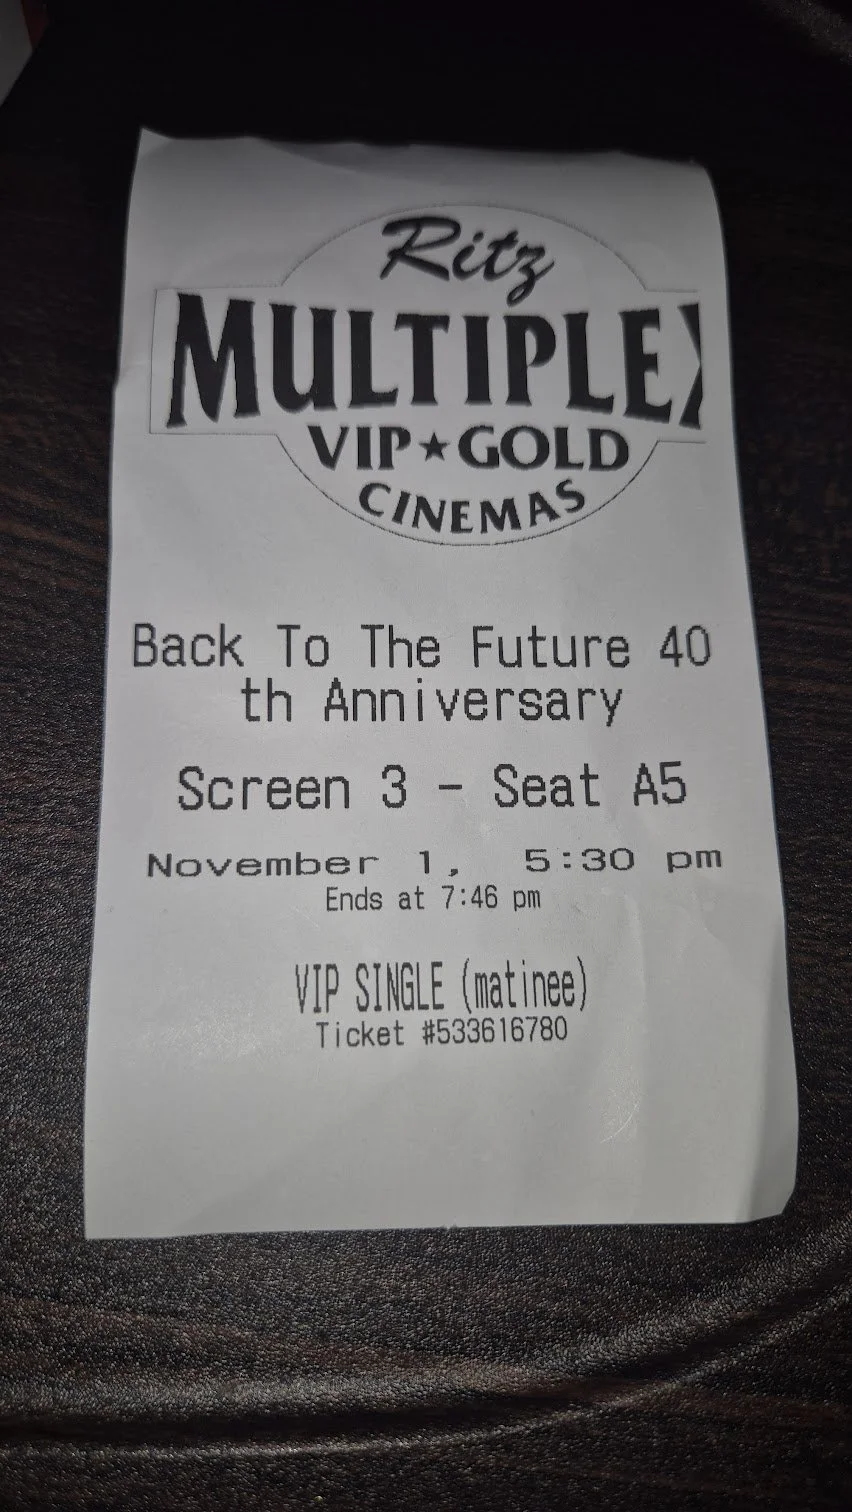 Ritz
MULTIPLEX
VIP★GOLD
CINEMAS
Back To The Future 40
th Anniversary
Screen 3 - Seat A5
November 1, 5:30 pm
Ends at 7:46 pm
VIP SINGLE (matinee)
Ticket #533616780